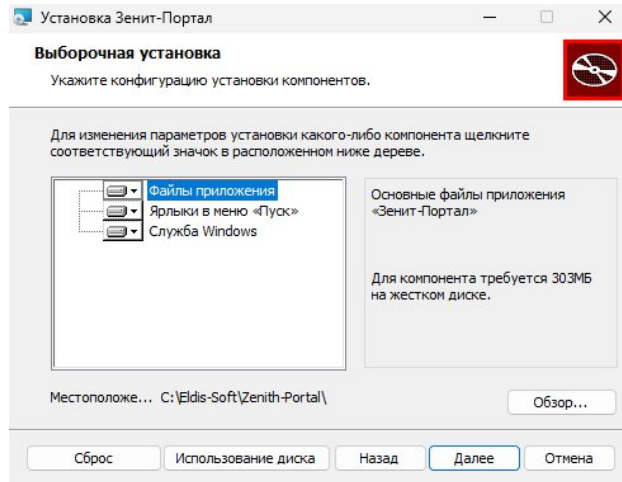 Установка Зенит-Портал
Выборочная установка
Укажите конфигурацию установки компонентов.
Для изменения параметров установки какого-либо компонента щелкните
соответствующий значок в расположенном ниже дереве.
Файлы приложения
Ярлыки в меню «Пуск»
Служба Windows
Основные файлы приложения
«Зенит-Портал»
Для компонента требуется 303МБ
на жестком диске.
Местоположе... C:\Eldis-Soft\Zenith-Portal\
Обзор...
Сброс Использование диска Назад Далее Отмена